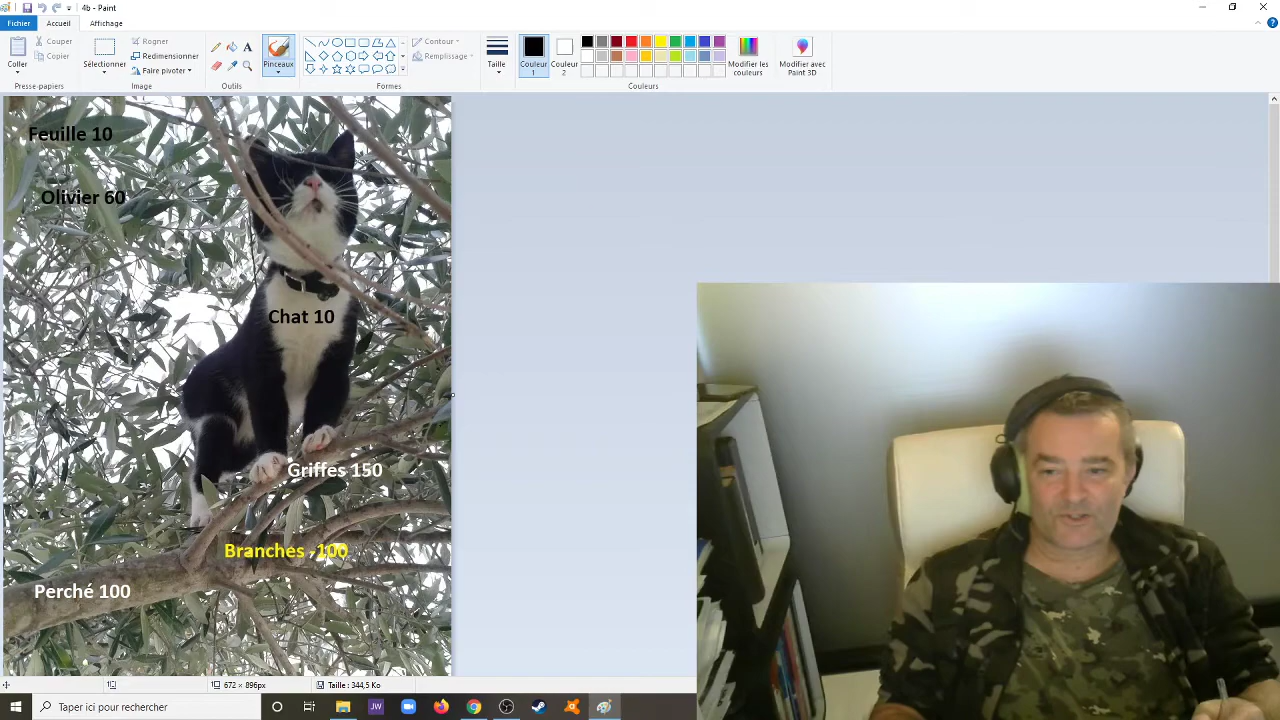 4b - Paint
Fichier Accueil Affichage
Coller
Couper
Copier
Presse-papiers
Sélectionner
Rogner
Redimensionner
Faire pivoter
Image
Outils
Pinceaux
Contour
Remplissage
Formes
Taille
Couleur 1
Couleur 2
Modifier les couleurs
Couleurs
Modifier avec Paint 3D
Feuille 10
Olivier 60
Chat 10
Griffes 150
Branches -100
Perché 100
672 × 896px
Taille : 344,5 Ko
Taper ici pour rechercher
JW